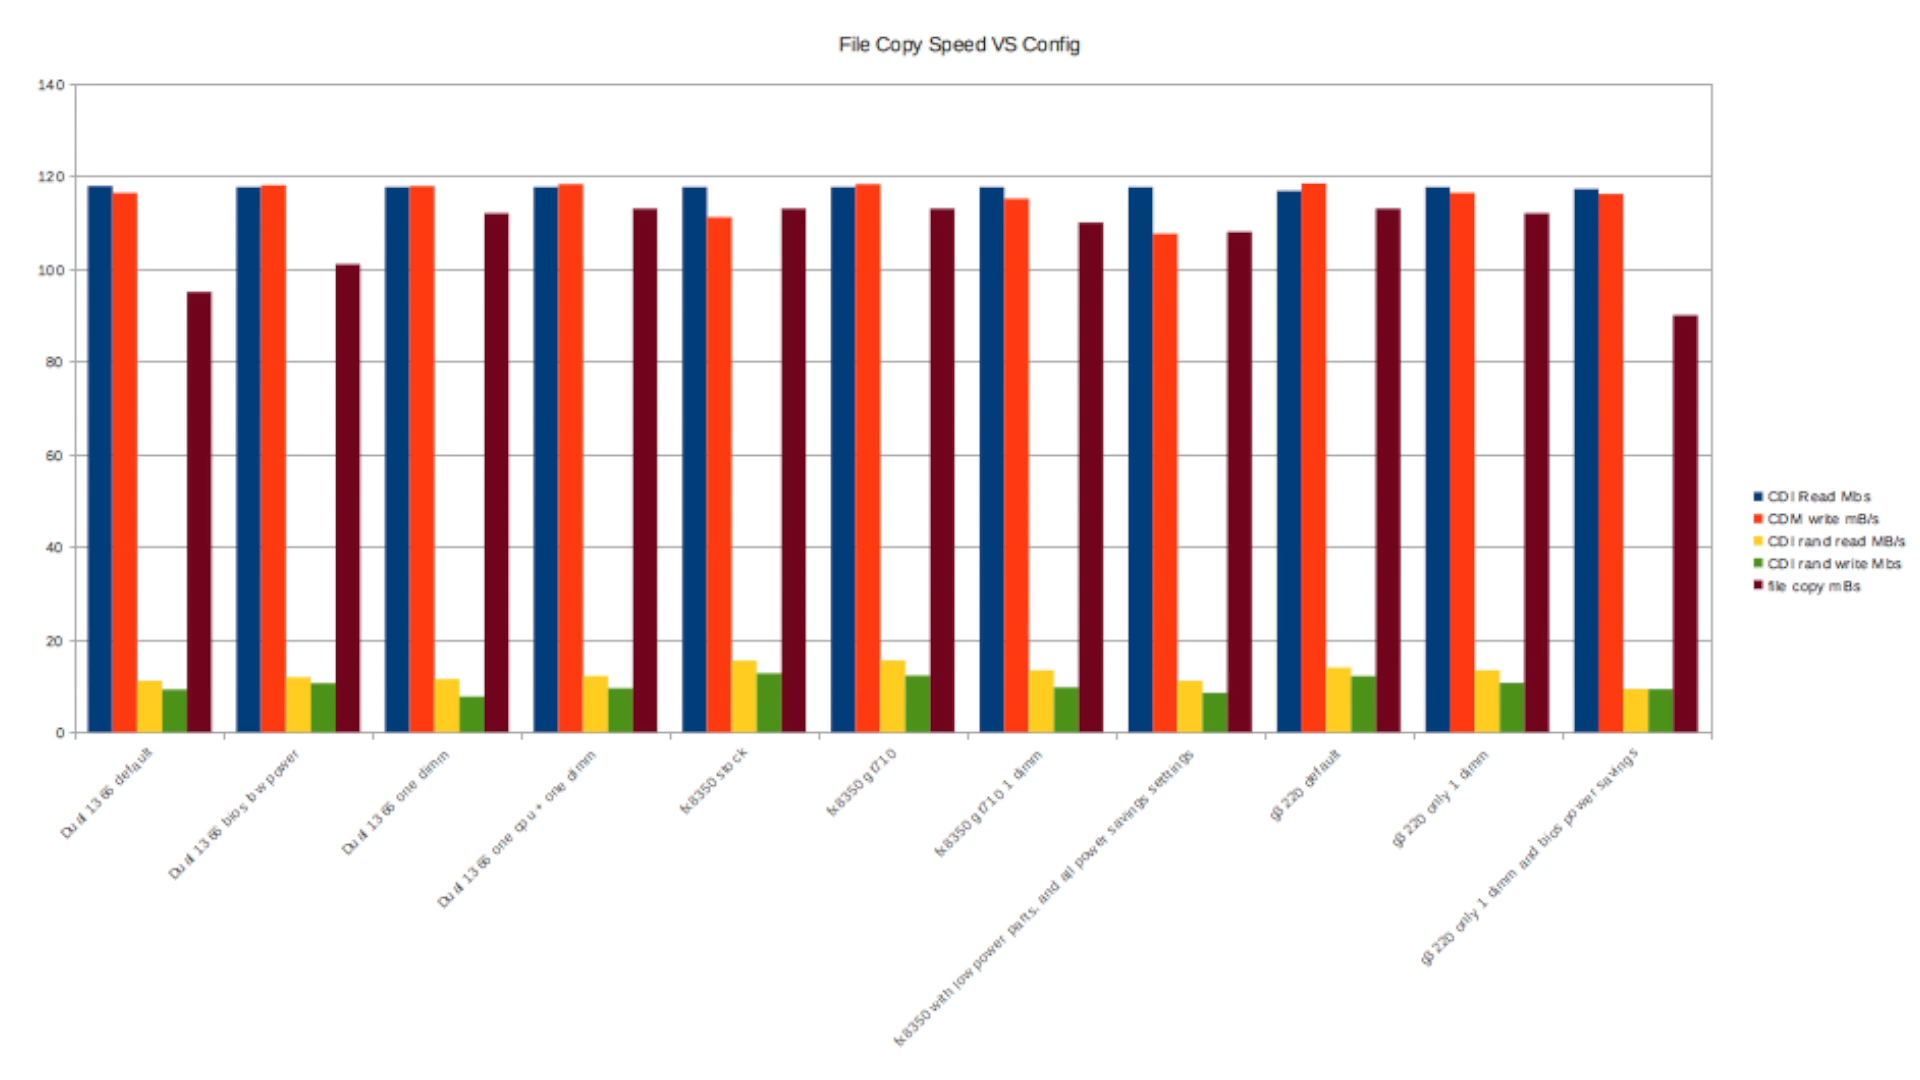 File Copy Speed VS Config
140
120
100
80
60
40
20
0
Dual 1366 default
Dual 1366 bios low power
Dual 1366 one dimm
Dual 1366 one cpu + one dimm
fx8350 stock
fx8350 gt710
fx8350 gt710 1 dimm
fx8350 with low power parts, and all power savings settings
g3220 default
g3220 only 1 dimm
g3220 only 1 dimm and bios power savings
CDI Read Mbs
CDM write mB/s
CDI rand read MB/s
CDI rand write Mbs
file copy mBs